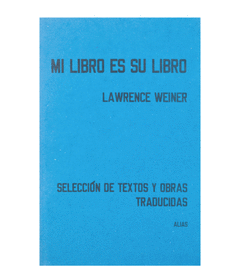 MI LIBRO ES SU LIBRO
LAWRENCE WEINER
SELECCIÓN DE TEXTOS Y OBRAS
TRADUCIDAS
ALIAS